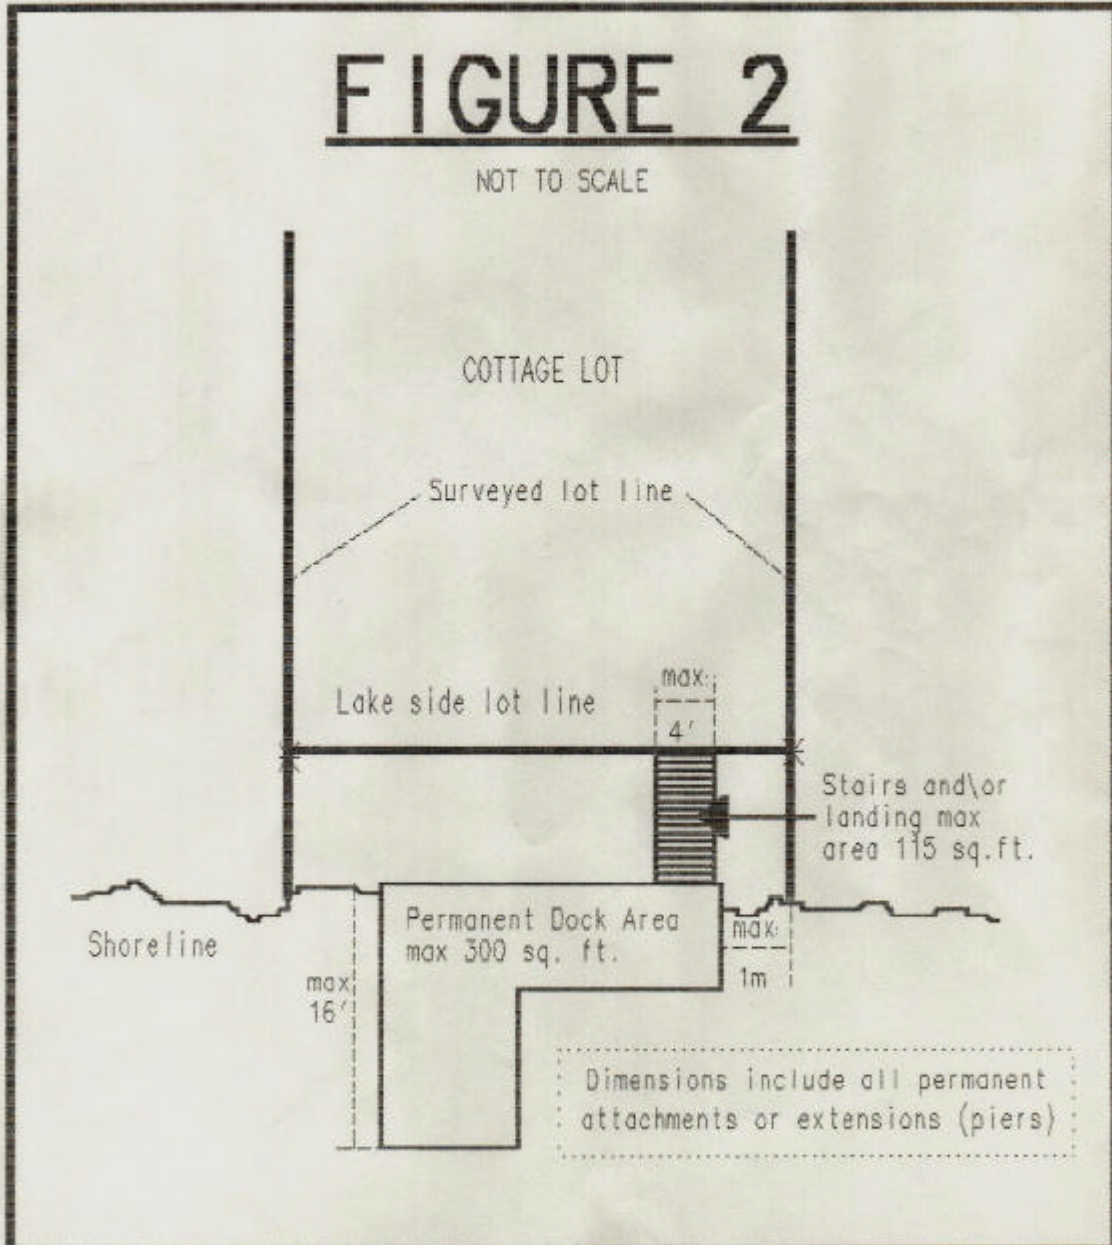 FIGURE 2
NOT TO SCALE
COTTAGE LOT
Surveyed lot line
max:
4'
Lake side lot line
Stairs and\or
landing max
area 115 sq.ft.
Shoreline
Permanent Dock Area
max 300 sq. ft.
max:
1m
max
16'
Dimensions include all permanent
attachments or extensions (piers)